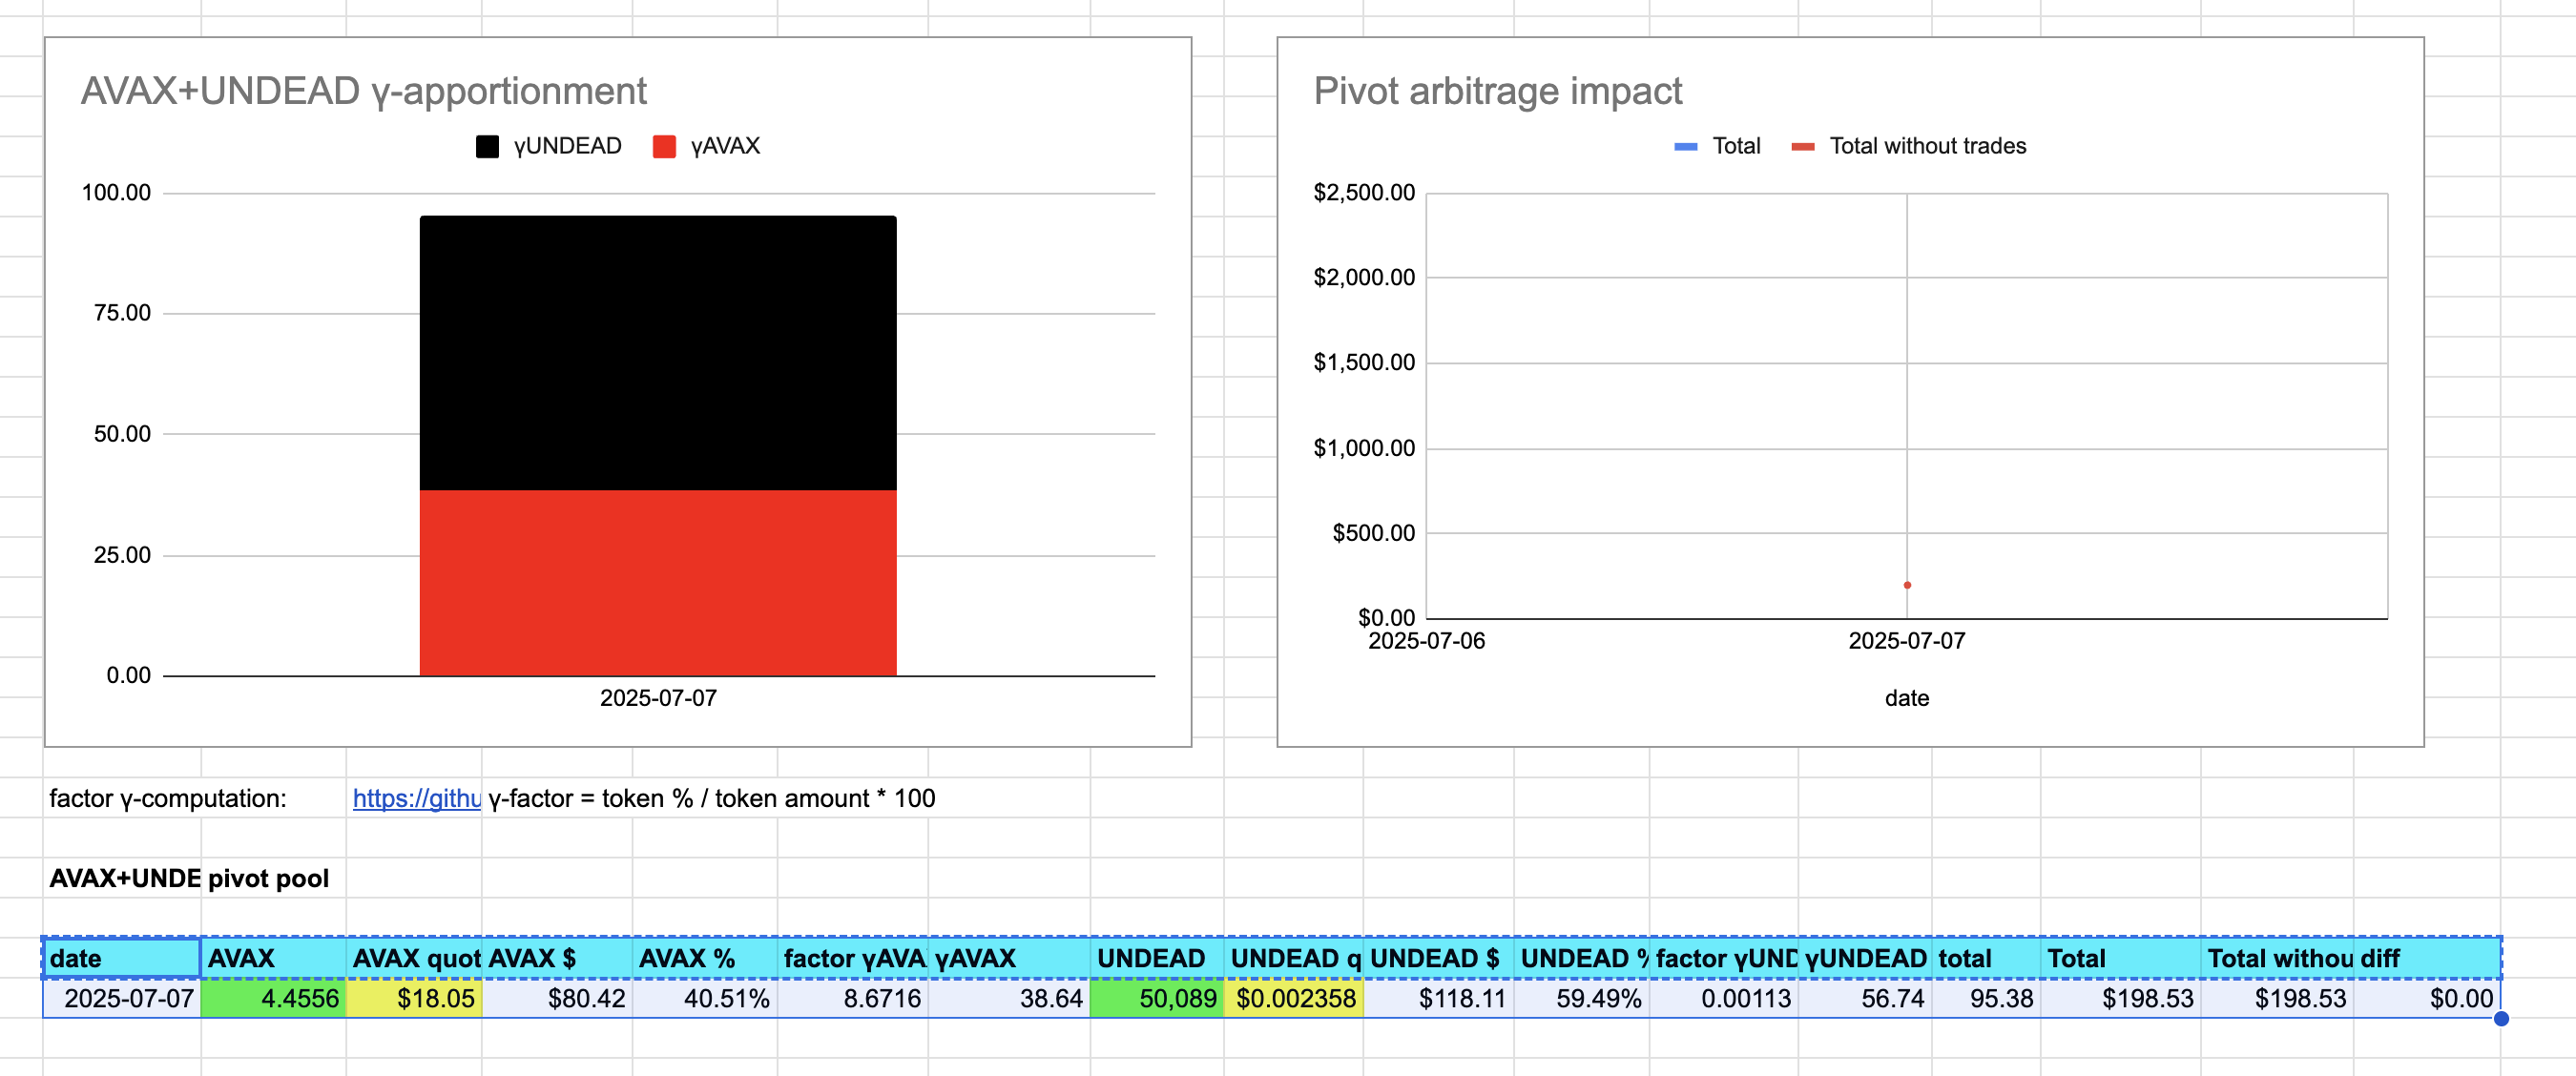 AVAX+UNDEAD γ-apportionment
γUNDEAD γAVAX
100.00
75.00
50.00
25.00
0.00
2025-07-07
Pivot arbitrage impact
Total Total without trades
$2,500.00
$2,000.00
$1,500.00
$1,000.00
$500.00
$0.00
2025-07-06 2025-07-07
date
factor γ-computation: https://githu γ-factor = token % / token amount * 100
AVAX+UNDE pivot pool
date AVAX AVAX quot AVAX $ AVAX % factor γAVA γAVAX UNDEAD UNDEAD q UNDEAD $ UNDEAD % factor γUND γUNDEAD total Total Total withou diff
2025-07-07 4.4556 $18.05 $80.42 40.51% 8.6716 38.64 50,089 $0.002358 $118.11 59.49% 0.00113 56.74 95.38 $198.53 $198.53 $0.00